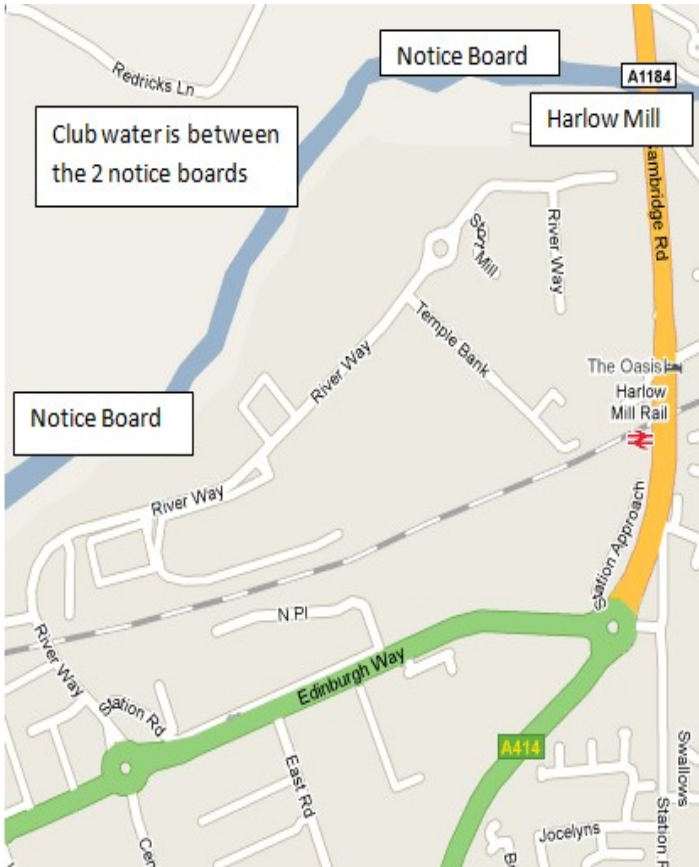 Notice Board
Redricks Ln
A1184
Harlow Mill
Club water is between
the 2 notice boards
Cambridge Rd
Story Mill
River Way
Temple Bank
River Way
The Oasis
Harlow
Mill Rail
Notice Board
River Way
Station Approach
N Pl
River Way
Edinburgh Way
Station Rd
A414
East Rd
Swallows
Jocelyns
Cen
Station R